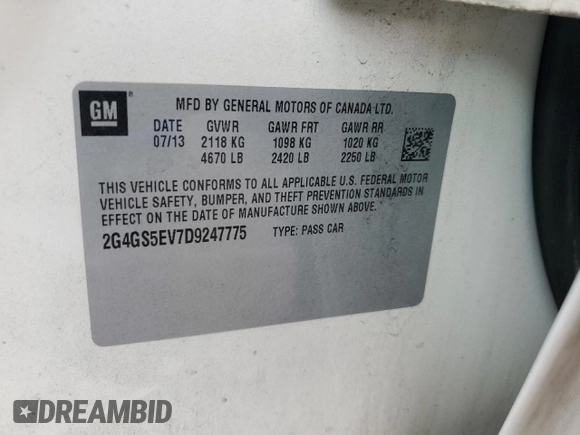 GM
MFD BY GENERAL MOTORS OF CANADA LTD.
DATE GVWR GAWR FRT GAWR RR
07/13 2118 KG 1098 KG 1020 KG
4670 LB 2420 LB 2250 LB
THIS VEHICLE CONFORMS TO ALL APPLICABLE U.S. FEDERAL MOTOR
VEHICLE SAFETY, BUMPER, AND THEFT PREVENTION STANDARDS IN
EFFECT ON THE DATE OF MANUFACTURE SHOWN ABOVE.
2G4GS5EV7D9247775 TYPE: PASS CAR
DREAMBID